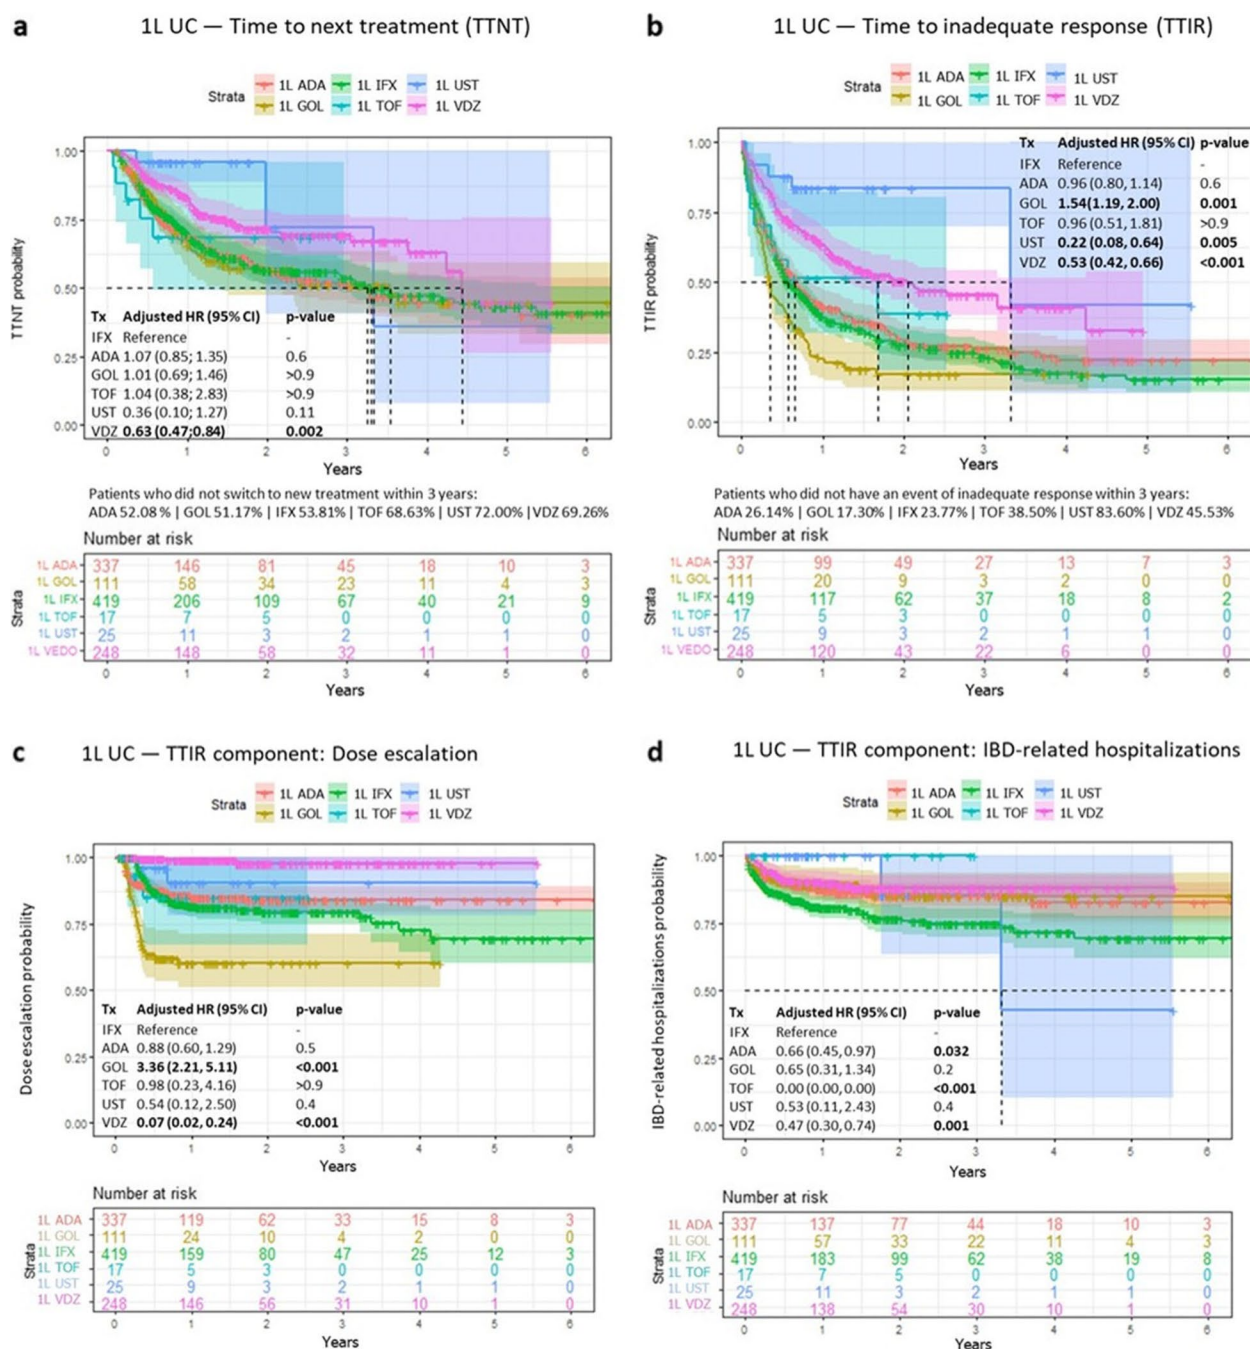 a
1L UC — Time to next treatment (TTNT)
Strata
1L ADA 1L IFX 1L UST
1L GOL 1L TOF 1L VDZ
TTNT probability
1.00
0.75
0.50
0.25
0.00
Tx Adjusted HR (95% CI) p-value
IFX Reference -
ADA 1.07 (0.85; 1.35) 0.6
GOL 1.01 (0.69; 1.46) >0.9
TOF 1.04 (0.38; 2.83) >0.9
UST 0.36 (0.10; 1.27) 0.11
VDZ 0.63 (0.47;0.84) 0.002
0 1 2 3 4 5 6
Years
Patients who did not switch to new treatment within 3 years:
ADA 52.08 % | GOL 51.17% | IFX 53.81% | TOF 68.63% | UST 72.00% |VDZ 69.26%
Number at risk
Strata
1L ADA 337 146 81 45 18 10 3
1L GOL 111 58 34 23 11 4 3
1L IFX 419 206 109 67 40 21 9
1L TOF 17 7 5 0 0 0 0
1L UST 25 11 3 2 1 1 0
1L VEDO 248 148 58 32 11 1 0
0 1 2 3 4 5 6
Years
b
1L UC — Time to inadequate response (TTIR)
Strata
1L ADA 1L IFX 1L UST
1L GOL 1L TOF 1L VDZ
TTIR probability
1.00
0.75
0.50
0.25
0.00
Tx Adjusted HR (95% CI) p-value
IFX Reference -
ADA 0.96 (0.80, 1.14) 0.6
GOL 1.54(1.19, 2.00) 0.001
TOF 0.96 (0.51, 1.81) >0.9
UST 0.22 (0.08, 0.64) 0.005
VDZ 0.53 (0.42, 0.66) <0.001
0 1 2 3 4 5 6
Years
Patients who did not have an event of inadequate response within 3 years:
ADA 26.14% | GOL 17.30% | IFX 23.77% | TOF 38.50% | UST 83.60% | VDZ 45.53%
Number at risk
Strata
1L ADA 337 99 49 27 13 7 3
1L GOL 111 20 9 3 2 0 0
1L IFX 419 117 62 37 18 8 2
1L TOF 17 5 3 0 0 0 0
1L UST 25 9 3 2 1 1 0
1L VEDO 248 120 43 22 6 0 0
0 1 2 3 4 5 6
Years
c
1L UC — TTIR component: Dose escalation
Strata
1L ADA 1L IFX 1L UST
1L GOL 1L TOF 1L VDZ
Dose escalation probability
1.00
0.75
0.50
0.25
0.00
Tx Adjusted HR (95% CI) p-value
IFX Reference -
ADA 0.88 (0.60, 1.29) 0.5
GOL 3.36 (2.21, 5.11) <0.001
TOF 0.98 (0.23, 4.16) >0.9
UST 0.54 (0.12, 2.50) 0.4
VDZ 0.07 (0.02, 0.24) <0.001
0 1 2 3 4 5 6
Years
Number at risk
Strata
1L ADA 337 119 62 33 15 8 3
1L GOL 111 24 10 4 2 0 0
1L IFX 419 159 80 47 25 12 3
1L TOF 17 5 3 0 0 0 0
1L UST 25 9 3 2 1 1 0
1L VDZ 248 146 56 31 10 1 0
0 1 2 3 4 5 6
Years
d
1L UC — TTIR component: IBD-related hospitalizations
Strata
1L ADA 1L IFX 1L UST
1L GOL 1L TOF 1L VDZ
IBD-related hospitalizations probability
1.00
0.75
0.50
0.25
0.00
Tx Adjusted HR (95% CI) p-value
IFX Reference -
ADA 0.66 (0.45, 0.97) 0.032
GOL 0.65 (0.31, 1.34) 0.2
TOF 0.00 (0.00, 0.00) <0.001
UST 0.53 (0.11, 2.43) 0.4
VDZ 0.47 (0.30, 0.74) 0.001
0 1 2 3 4 5 6
Years
Number at risk
Strata
1L ADA 337 137 77 44 18 10 3
1L GOL 111 57 33 22 11 4 3
1L IFX 419 183 99 62 38 19 8
1L TOF 17 7 5 0 0 0 0
1L UST 25 11 3 2 1 1 0
1L VDZ 248 138 54 30 10 1 0
0 1 2 3 4 5 6
Years